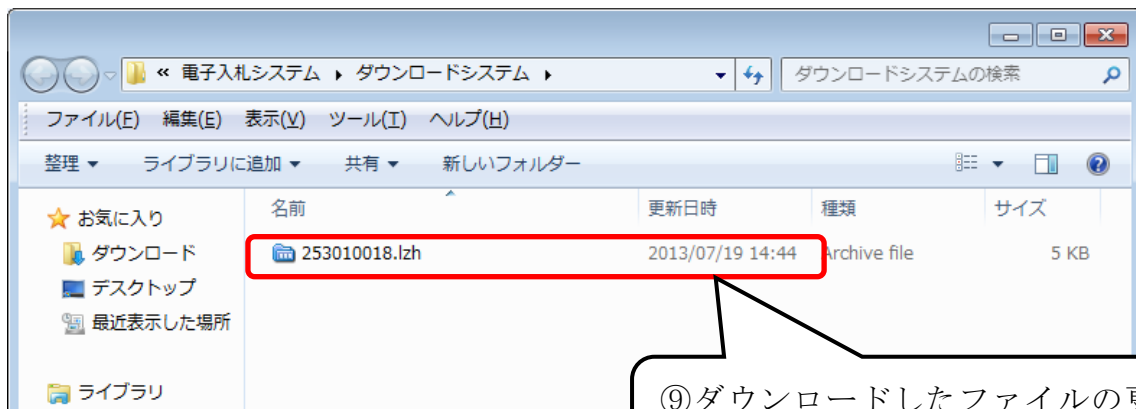 « 電子入札システム ▸ ダウンロードシステム ▸
ダウンロードシステムの検索
ファイル(F) 編集(E) 表示(V) ツール(T) ヘルプ(H)
整理 ▼ ライブラリに追加 ▼ 共有 ▼ 新しいフォルダー
名前 更新日時 種類 サイズ
お気に入り
ダウンロード
253010018.lzh 2013/07/19 14:44 Archive file 5 KB
デスクトップ
最近表示した場所
ライブラリ
⑨ダウンロードしたファイルの